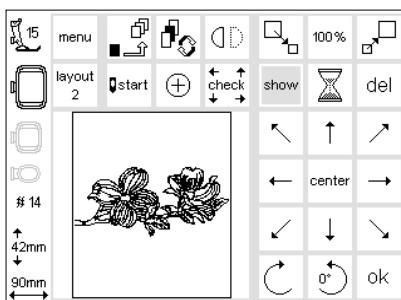 15
menu
100%
layout
2
start
check
show
del
center
# 14
42mm
90mm
0°
ok